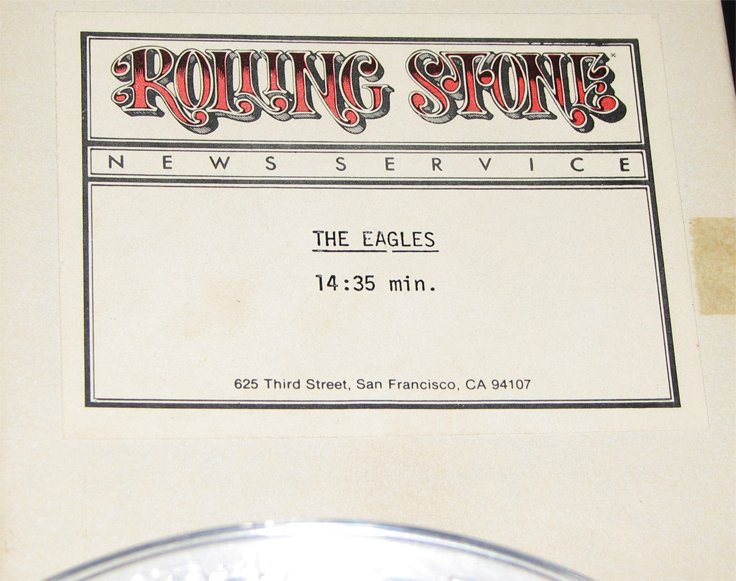 ROLLING STONE
NEWS SERVICE
THE EAGLES
14:35 min.
625 Third Street, San Francisco, CA 94107